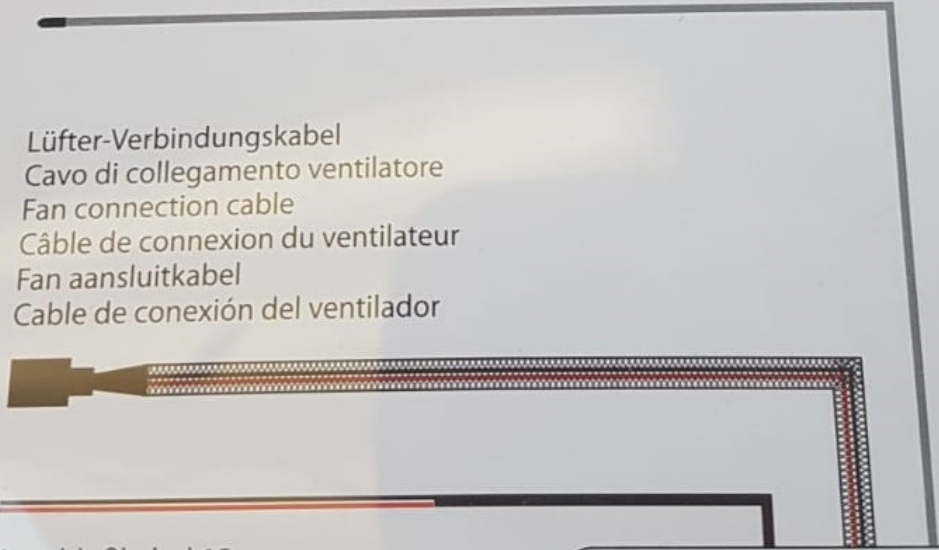 Lüfter-Verbindungskabel
Cavo di collegamento ventilatore
Fan connection cable
Câble de connexion du ventilateur
Fan aansluitkabel
Cable de conexión del ventilador